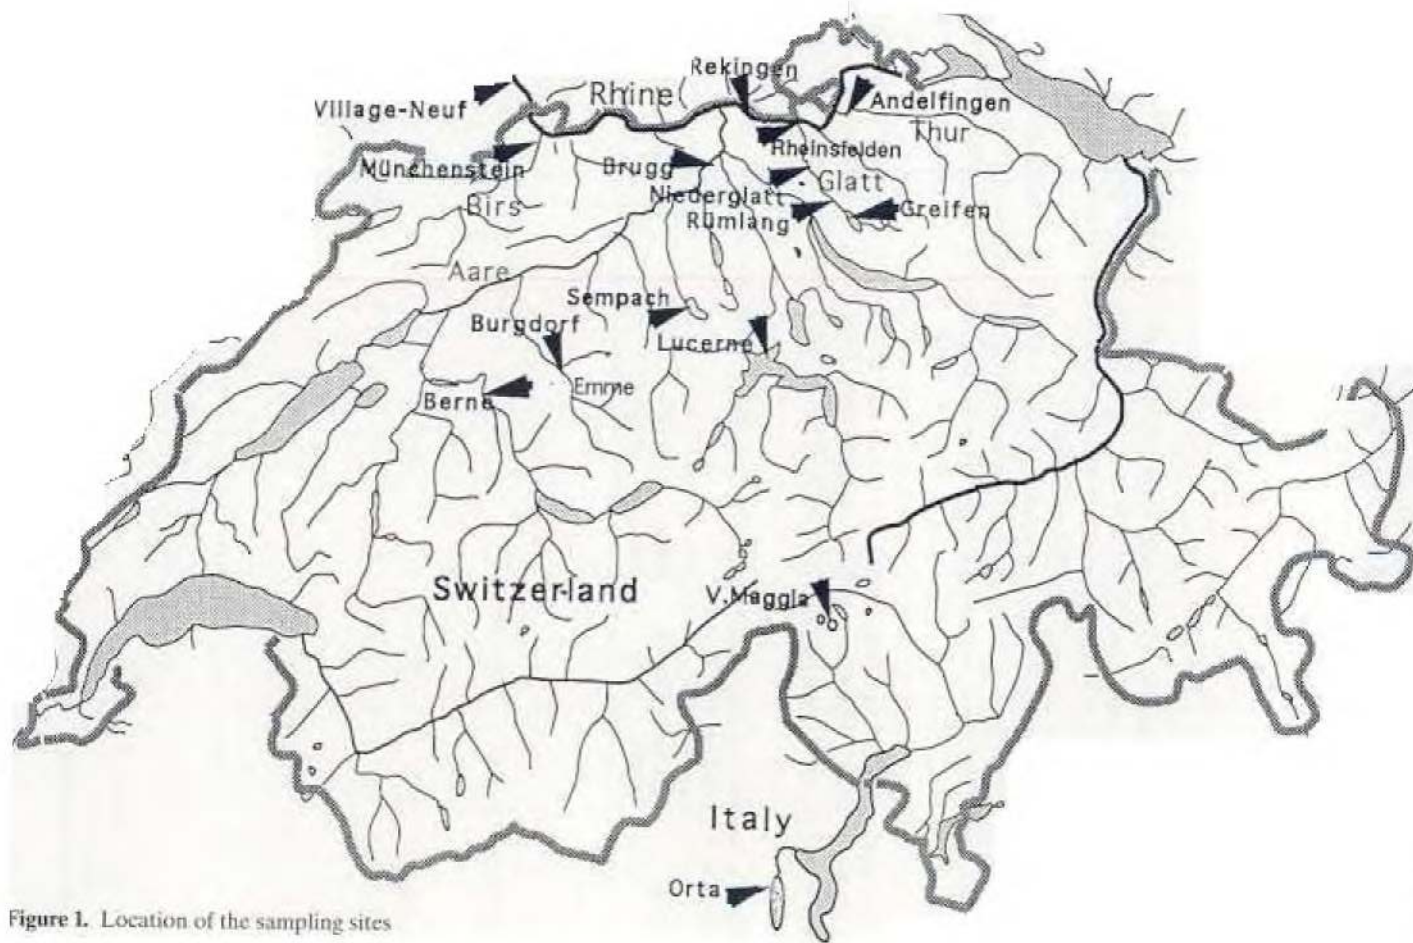 Rekingen
Rhine
Village-Neuf
Andelfingen
Thur
Rheinsfelden
Münchenstein
Brugg
Glatt
Niederglatt
Birs
Rümlang
Greifen
Aare
Sempach
Burgdorf
Lucerne
Emme
Berne
Switzerland
V.Maggia
Italy
Orta
Figure 1. Location of the sampling sites